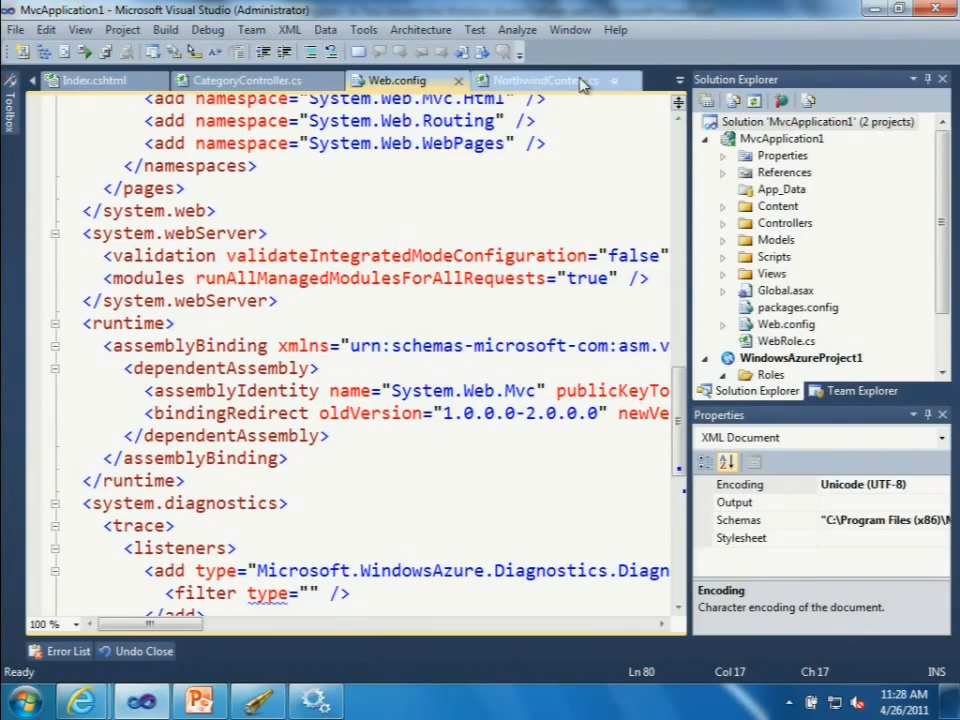 MvcApplication1 - Microsoft Visual Studio (Administrator)
File Edit View Project Build Debug Team XML Data Tools Architecture Test Analyze Window Help
Index.cshtml CategoryController.cs Web.config NorthwindContext.cs
Toolbox
<add namespace="System.Web.Mvc.Html" />
<add namespace="System.Web.Routing" />
<add namespace="System.Web.WebPages" />
</namespaces>
</pages>
</system.web>
<system.webServer>
<validation validateIntegratedModeConfiguration="false"
<modules runAllManagedModulesForAllRequests="true" />
</system.webServer>
<runtime>
<assemblyBinding xmlns="urn:schemas-microsoft-com:asm.v
<dependentAssembly>
<assemblyIdentity name="System.Web.Mvc" publicKeyTo
<bindingRedirect oldVersion="1.0.0.0-2.0.0.0" newVe
</dependentAssembly>
</assemblyBinding>
</runtime>
<system.diagnostics>
<trace>
<listeners>
<add type="Microsoft.WindowsAzure.Diagnostics.Diagn
<filter type="" />
</add>
100 %
Solution Explorer
Solution 'MvcApplication1' (2 projects)
MvcApplication1
Properties
References
App_Data
Content
Controllers
Models
Scripts
Views
Global.asax
packages.config
Web.config
WebRole.cs
WindowsAzureProject1
Roles
Solution Explorer Team Explorer
Properties
XML Document
Encoding Unicode (UTF-8)
Output
Schemas "C:\Program Files (x86)\M
Stylesheet
Encoding
Character encoding of the document.
Error List Undo Close
Ready Ln 80 Col 17 Ch 17 INS
11:28 AM
4/26/2011